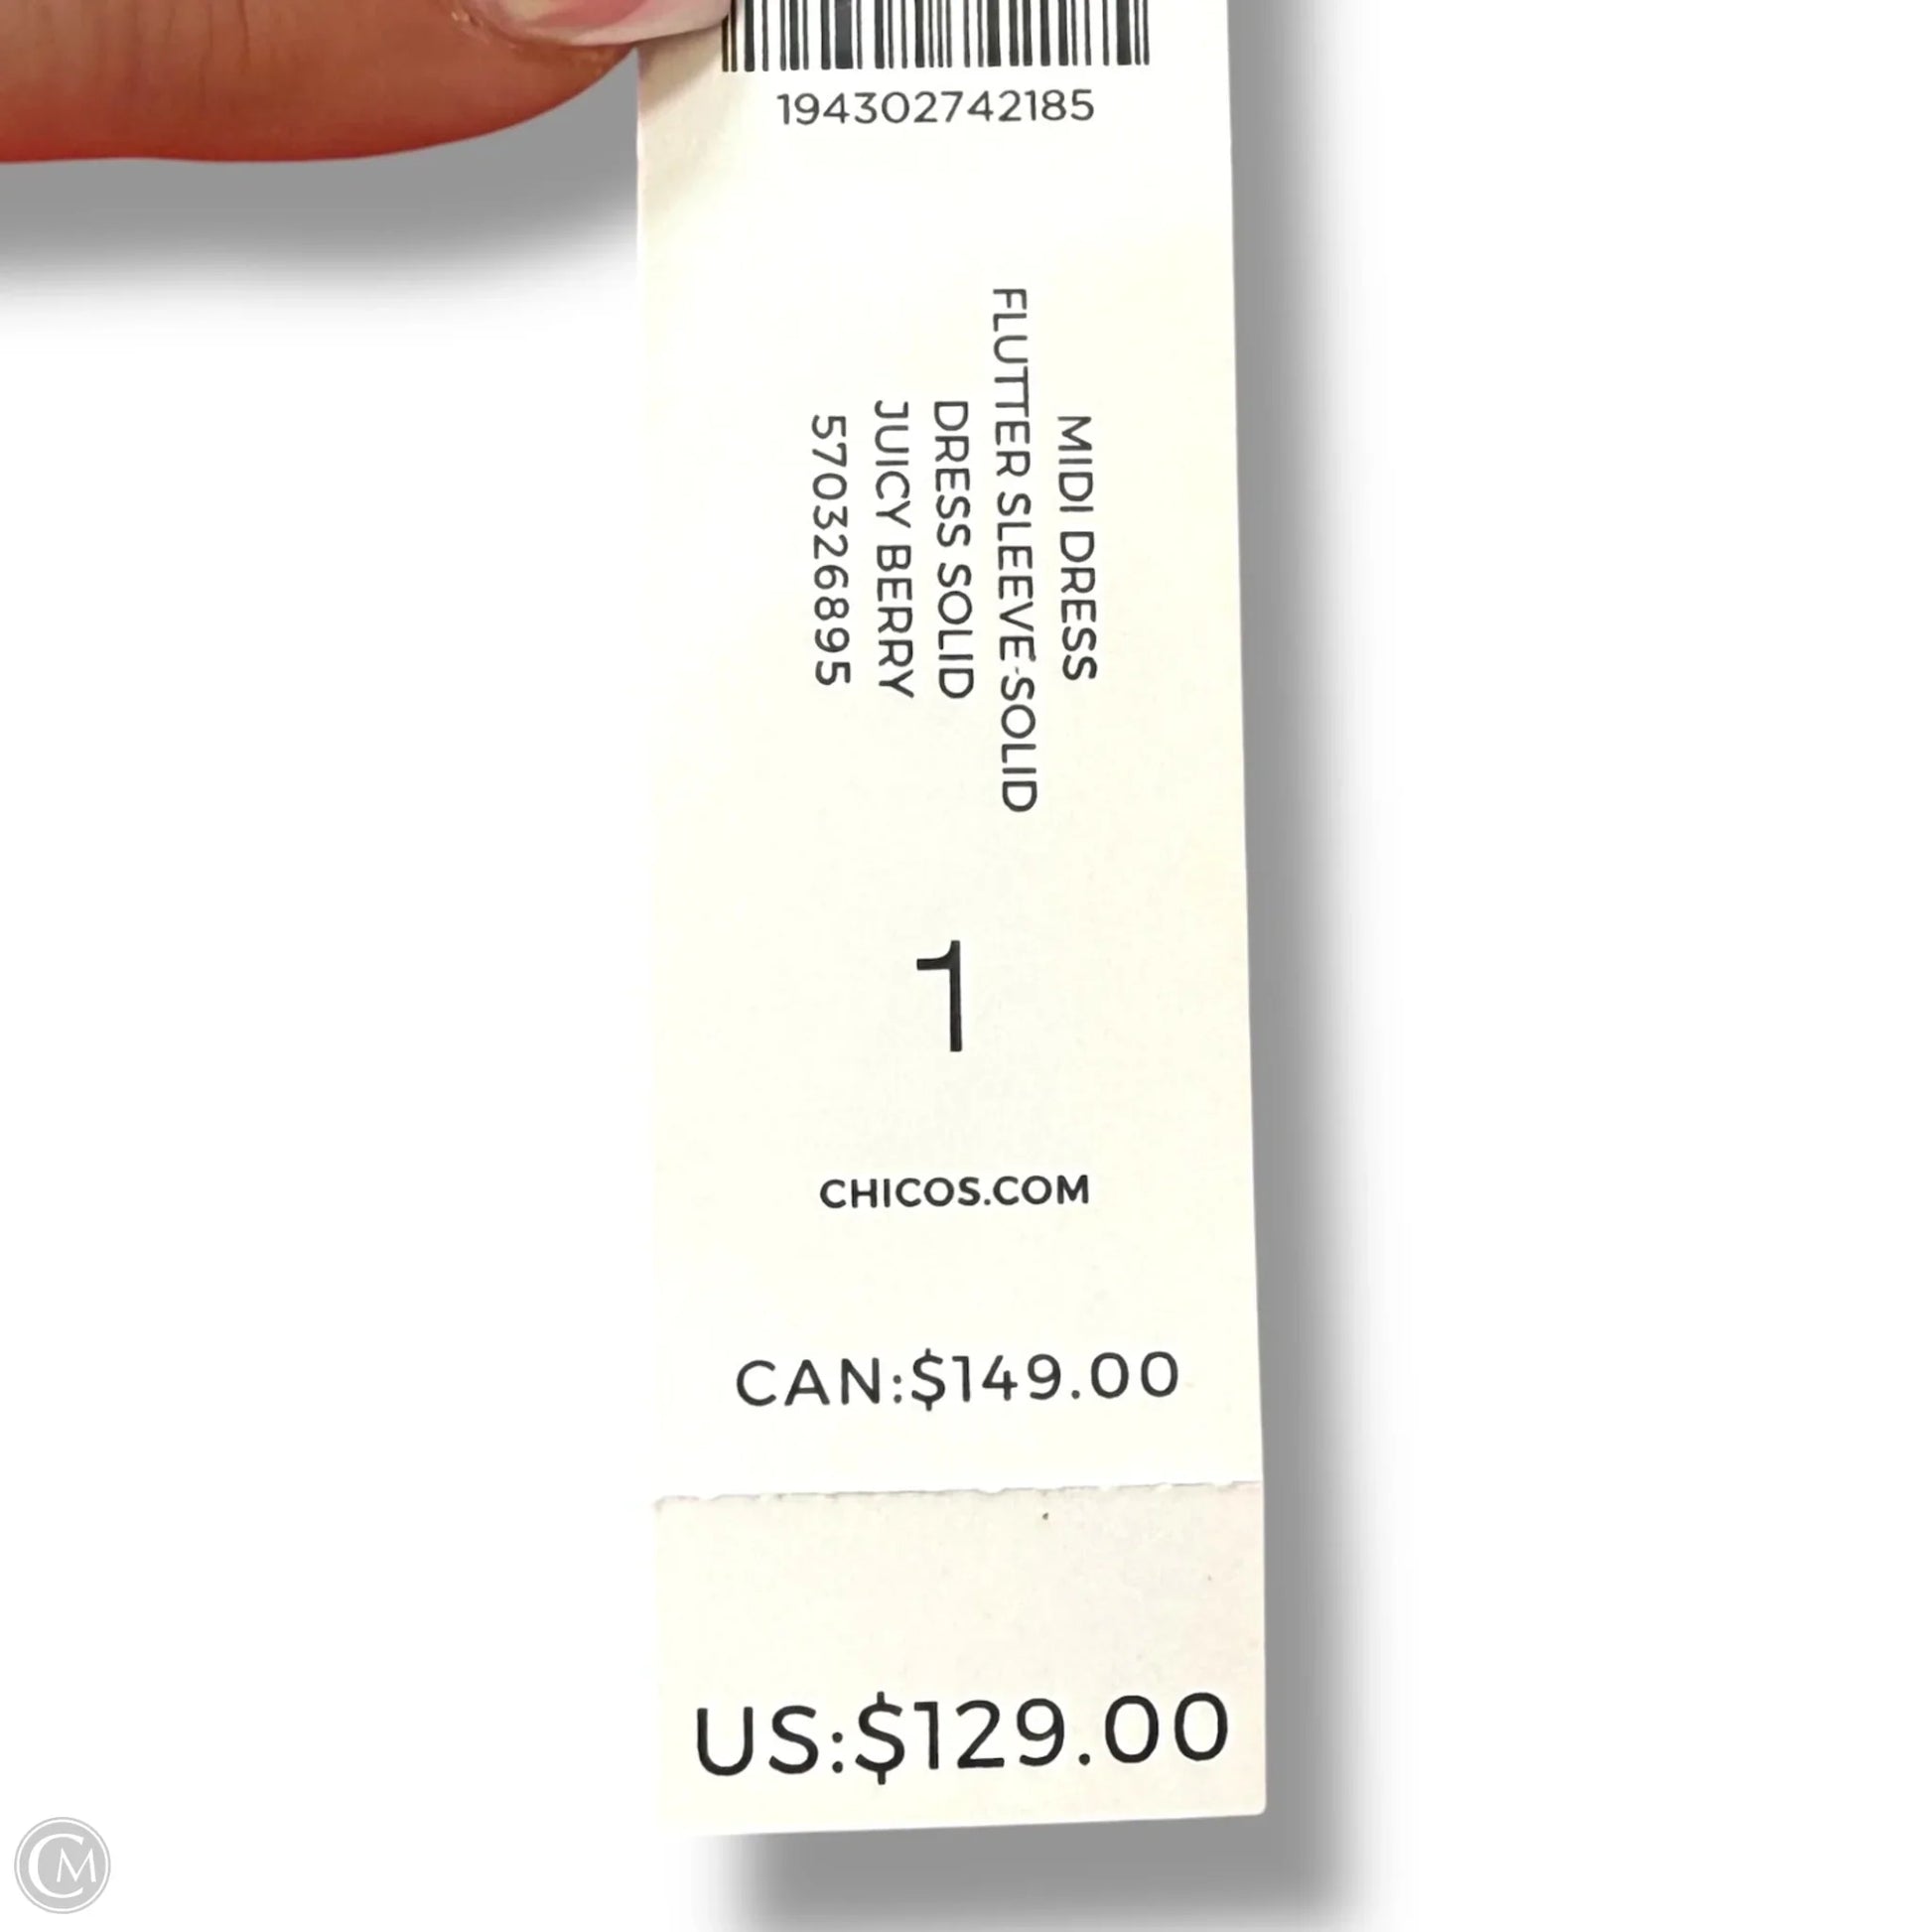 194302742185
MIDI DRESS
FLUTTER SLEEVE-SOLID
DRESS SOLID
JUICY BERRY
570326895
1
CHICOS.COM
CAN:$149.00
US:$129.00
CM